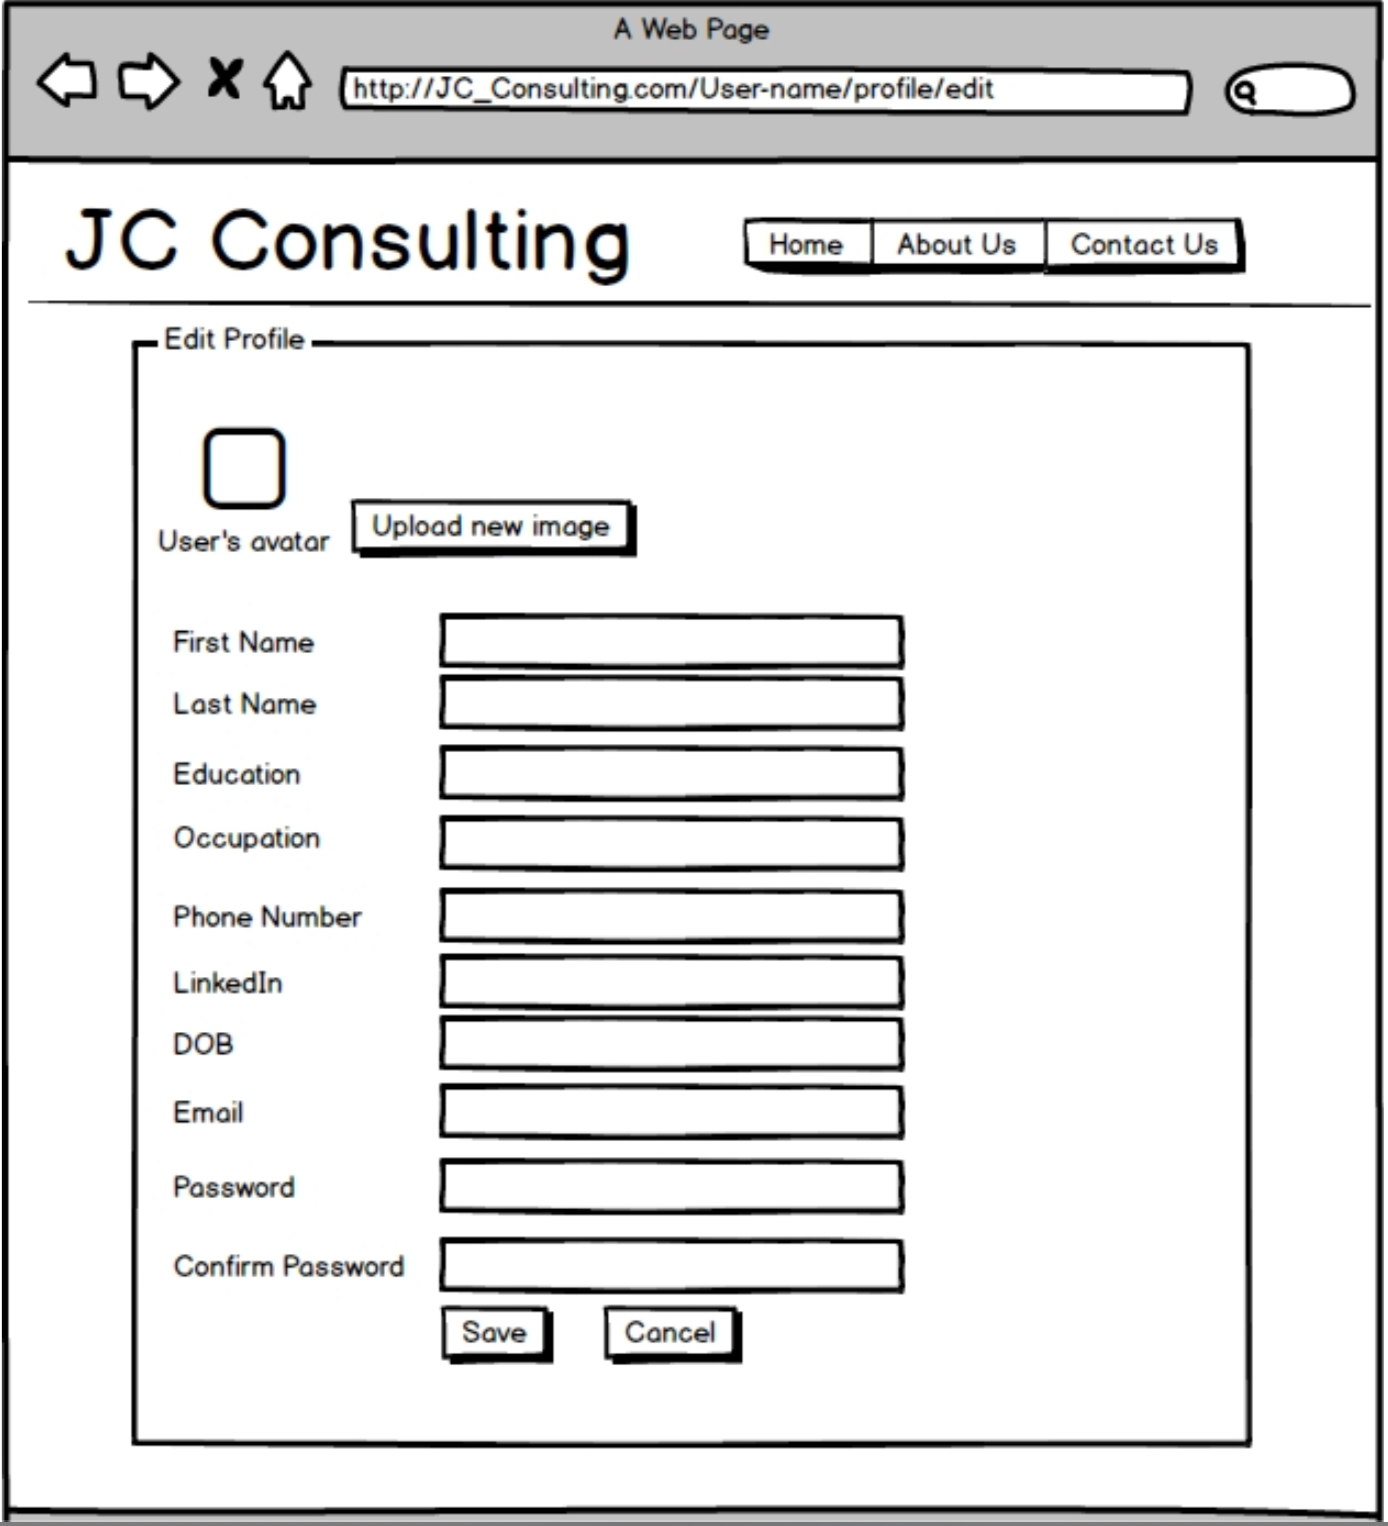 A Web Page
http://JC_Consulting.com/User-name/profile/edit
JC Consulting
Home About Us Contact Us
Edit Profile
User's avatar
Upload new image
First Name
Last Name
Education
Occupation
Phone Number
LinkedIn
DOB
Email
Password
Confirm Password
Save Cancel